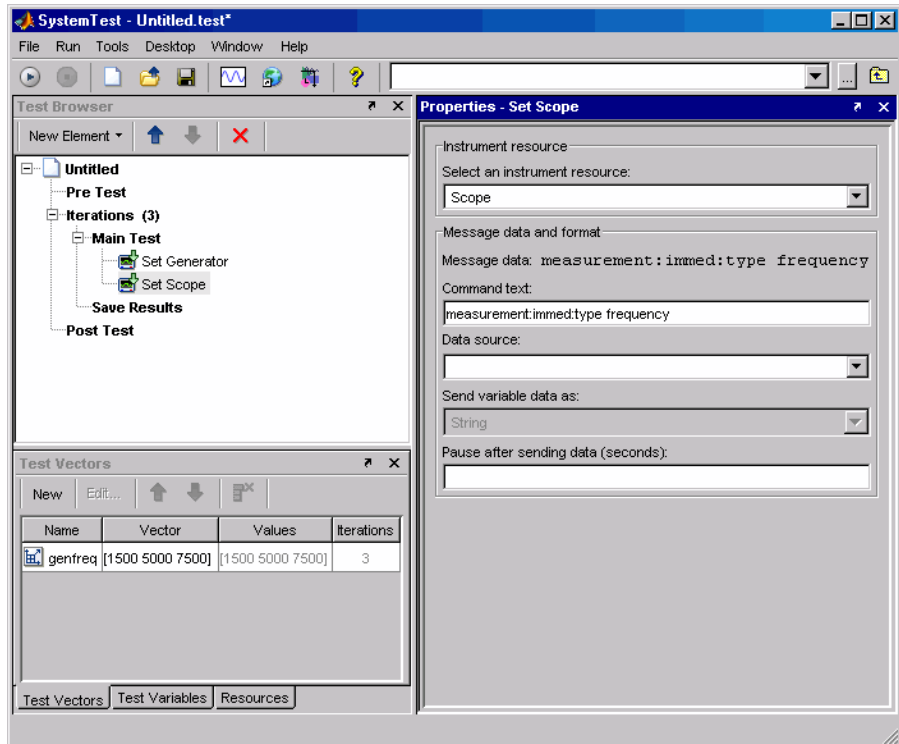 SystemTest - Untitled.test*
File Run Tools Desktop Window Help
...
Test Browser
New Element
Untitled
Pre Test
Iterations (3)
Main Test
Set Generator
Set Scope
Save Results
Post Test
Test Vectors
New Edit...
Name Vector Values Iterations
genfreq [1500 5000 7500] [1500 5000 7500] 3
Test Vectors Test Variables Resources
Properties - Set Scope
Instrument resource
Select an instrument resource:
Scope
Message data and format
Message data: measurement:immed:type frequency
Command text:
measurement:immed:type frequency
Data source:
Send variable data as:
String
Pause after sending data (seconds):